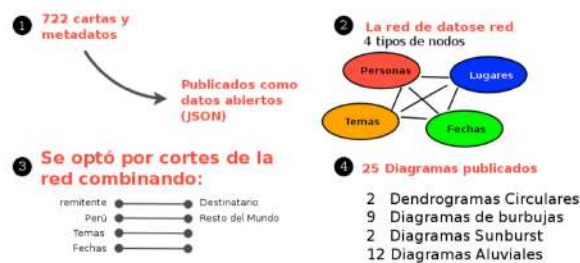 1
722 cartas y
metadatos
Publicados como
datos abiertos
(JSON)
2
La red de datose red
4 tipos de nodos
Personas
Lugares
Temas
Fechas
3
Se optó por cortes de la
red combinando:
remitente Destinatario
Perú Resto del Mundo
Temas
Fechas
4
25 Diagramas publicados
2 Dendrogramas Circulares
9 Diagramas de burbujas
2 Diagramas Sunburst
12 Diagramas Aluviales